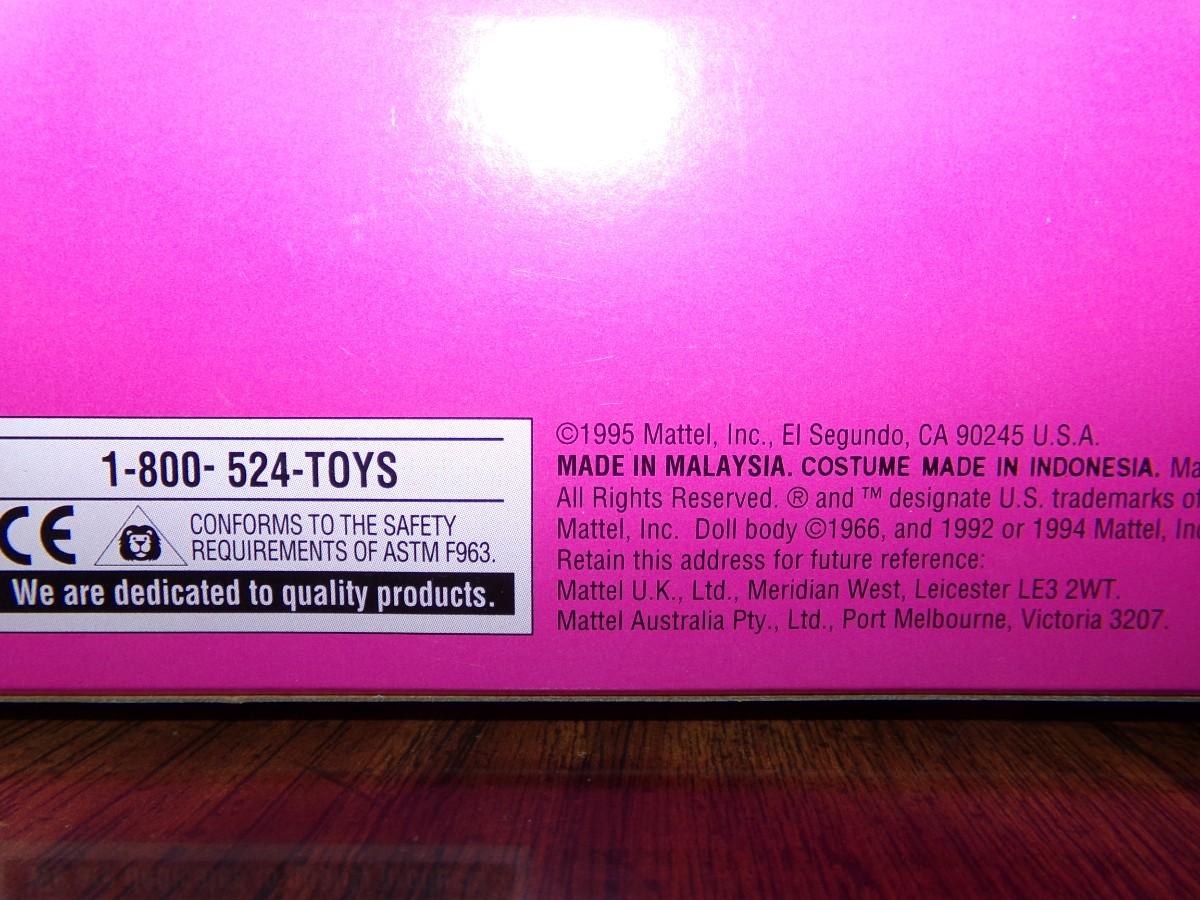 1-800- 524-TOYS
CE
CONFORMS TO THE SAFETY
REQUIREMENTS OF ASTM F963.
We are dedicated to quality products.
©1995 Mattel, Inc., El Segundo, CA 90245 U.S.A.
MADE IN MALAYSIA. COSTUME MADE IN INDONESIA. Ma
All Rights Reserved. ® and ™ designate U.S. trademarks of
Mattel, Inc. Doll body ©1966, and 1992 or 1994 Mattel, Inc
Retain this address for future reference:
Mattel U.K., Ltd., Meridian West, Leicester LE3 2WT.
Mattel Australia Pty., Ltd., Port Melbourne, Victoria 3207.